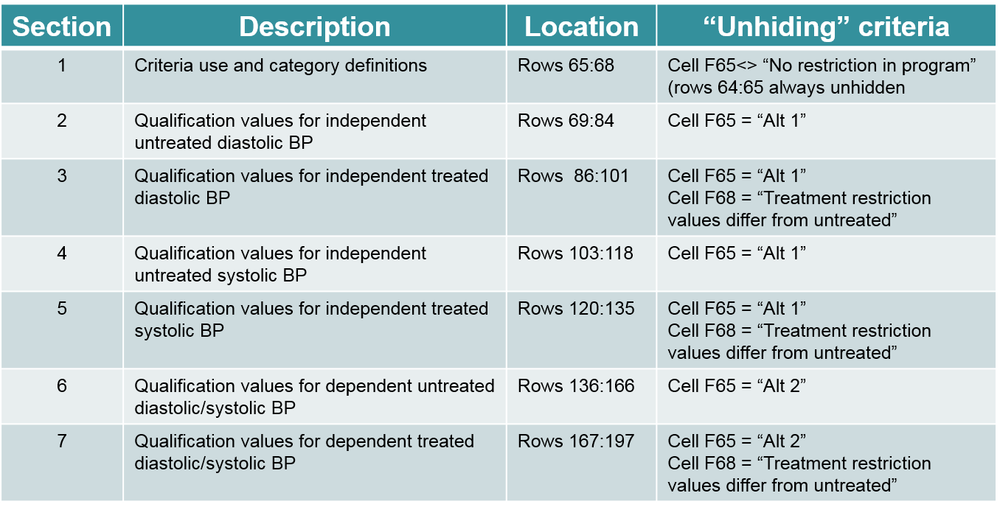 Section Description Location “Unhiding” criteria
1 Criteria use and category definitions Rows 65:68 Cell F65<> “No restriction in program”
(rows 64:65 always unhidden
2 Qualification values for independent Rows 69:84 Cell F65 = “Alt 1”
untreated diastolic BP
3 Qualification values for independent treated Rows  86:101 Cell F65 = “Alt 1”
diastolic BP Cell F68 = “Treatment restriction
values differ from untreated”
4 Qualification values for independent Rows 103:118 Cell F65 = “Alt 1”
untreated systolic BP
5 Qualification values for independent treated Rows 120:135 Cell F65 = “Alt 1”
systolic BP Cell F68 = “Treatment restriction
values differ from untreated”
6 Qualification values for dependent untreated Rows 136:166 Cell F65 = “Alt 2”
diastolic/systolic BP
7 Qualification values for dependent treated Rows 167:197 Cell F65 = “Alt 2”
diastolic/systolic BP Cell F68 = “Treatment restriction
values differ from untreated”